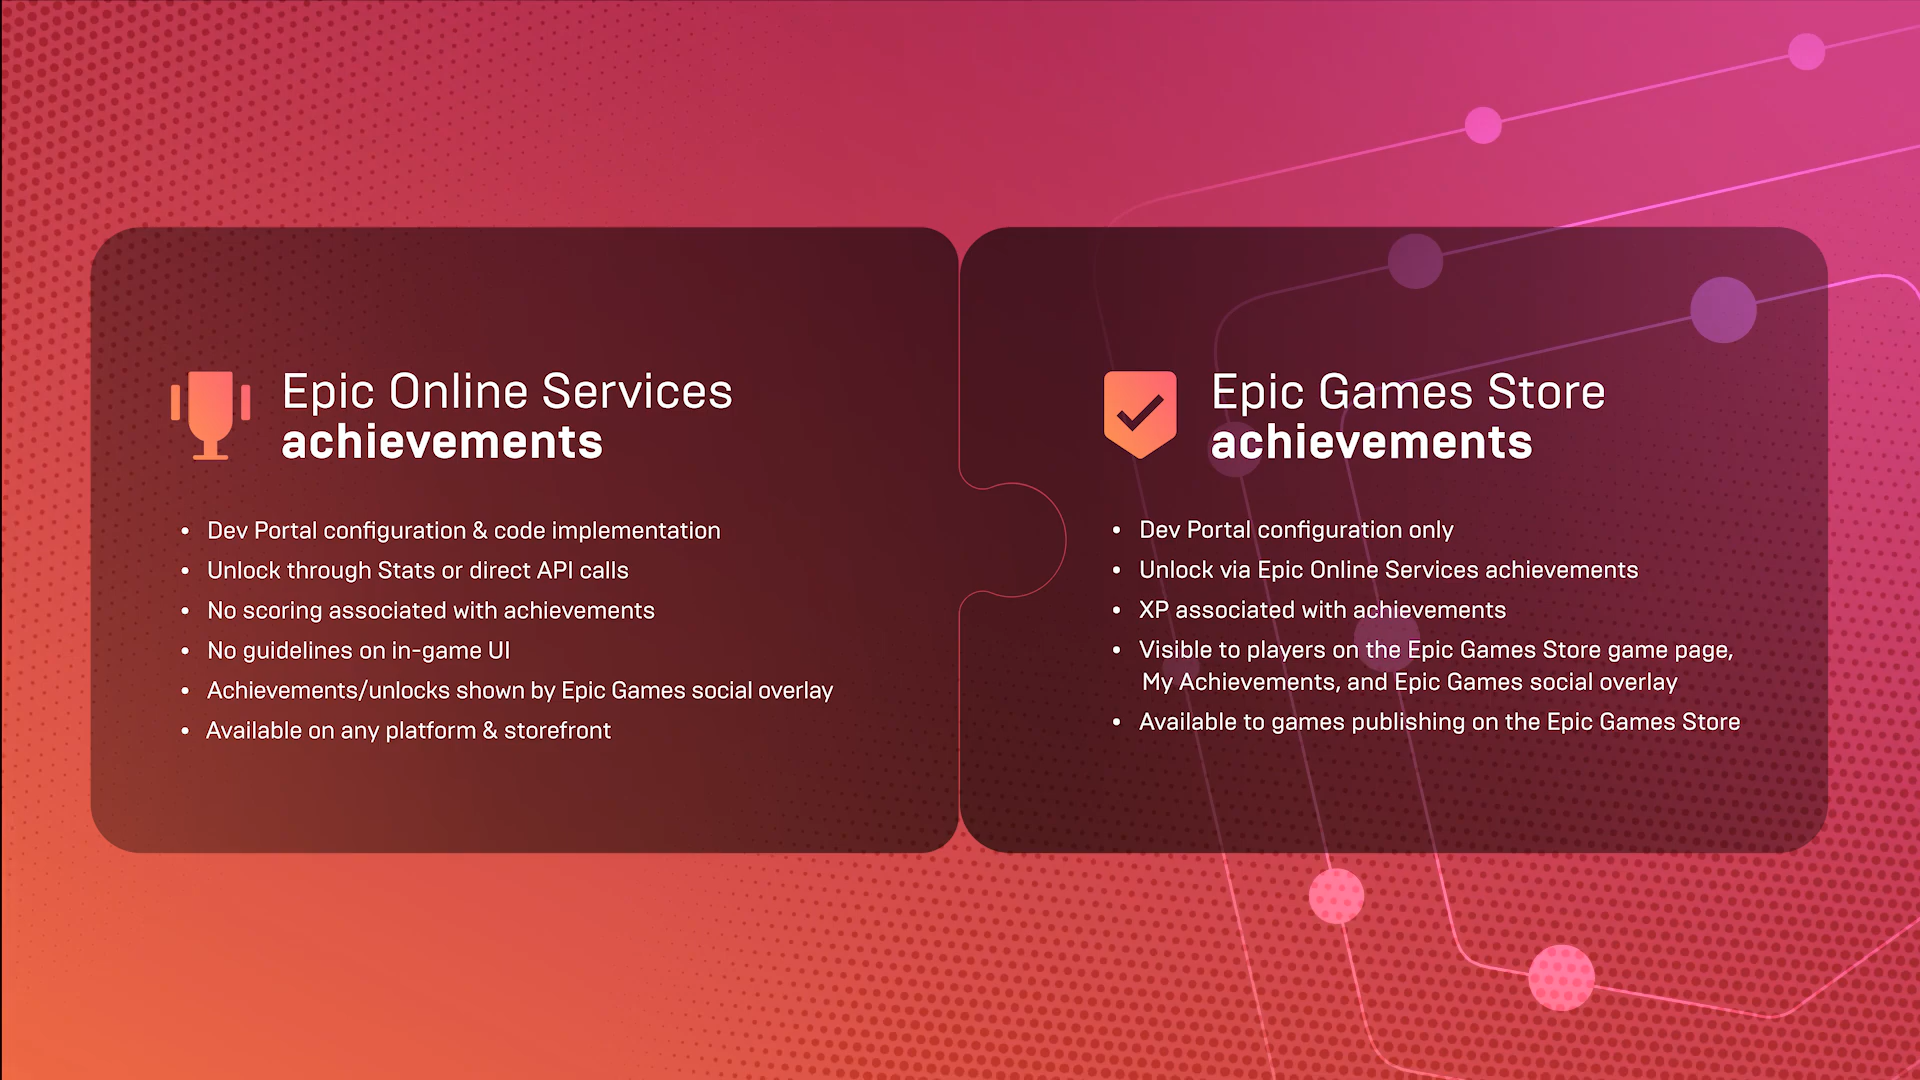 Epic Online Services
achievements
• Dev Portal configuration & code implementation
• Unlock through Stats or direct API calls
• No scoring associated with achievements
• No guidelines on in-game UI
• Achievements/unlocks shown by Epic Games social overlay
• Available on any platform & storefront
Epic Games Store
achievements
• Dev Portal configuration only
• Unlock via Epic Online Services achievements
• XP associated with achievements
• Visible to players on the Epic Games Store game page,
My Achievements, and Epic Games social overlay
• Available to games publishing on the Epic Games Store